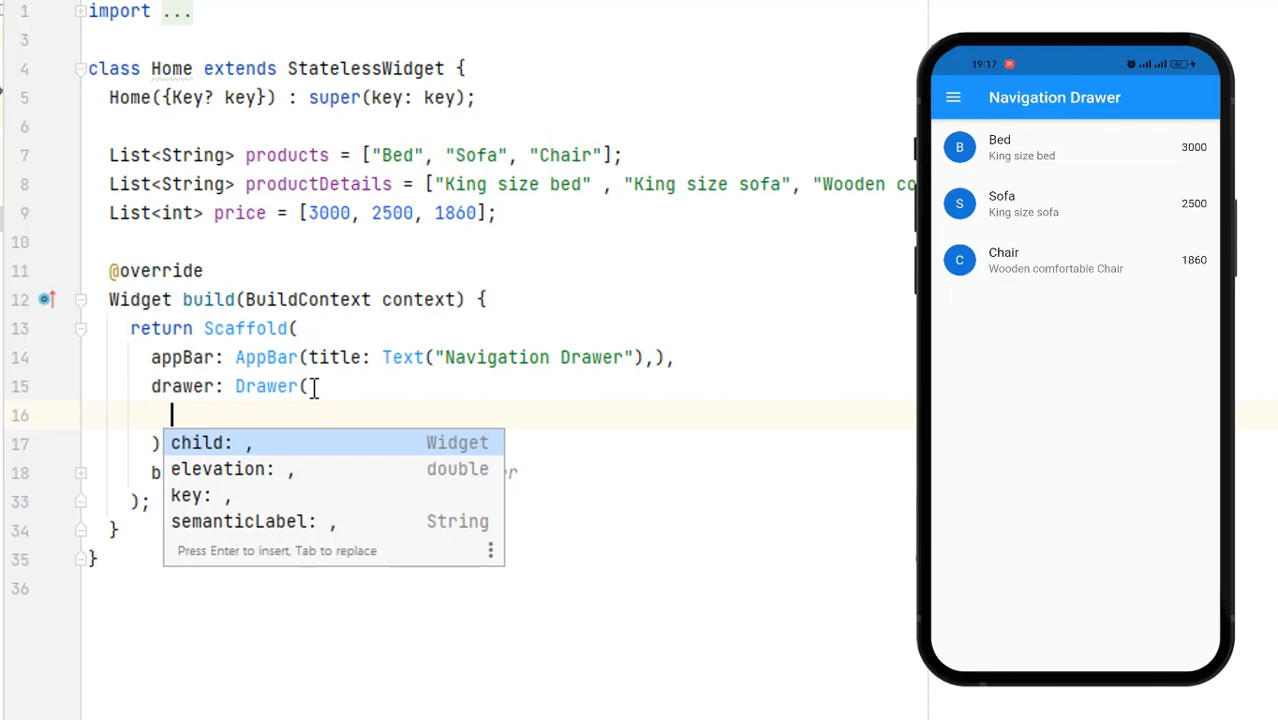 1 import ...
3
4 class Home extends StatelessWidget {
5 Home({Key? key}) : super(key: key);
6
7 List<String> products = ["Bed", "Sofa", "Chair"];
8 List<String> productDetails = ["King size bed" , "King size sofa", "Wooden co
9 List<int> price = [3000, 2500, 1860];
10
11 @override
12 Widget build(BuildContext context) {
13 return Scaffold(
14 appBar: AppBar(title: Text("Navigation Drawer"),),
15 drawer: Drawer(
16
17 )
18 b
33 );
34 }
35 }
36
child: , Widget
elevation: , double
key: ,
semanticLabel: , String
Press Enter to insert, Tab to replace
19:17
Navigation Drawer
B Bed 3000
King size bed
S Sofa 2500
King size sofa
C Chair 1860
Wooden comfortable Chair